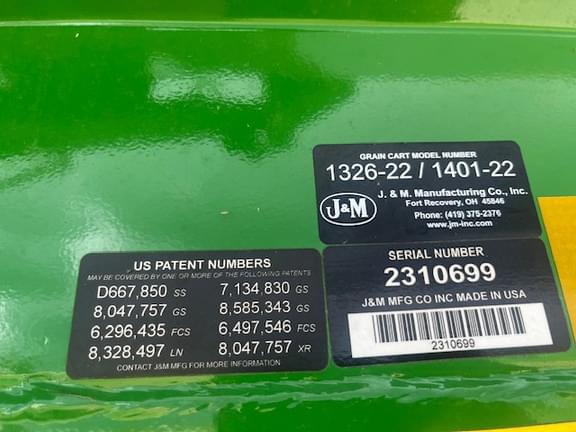 GRAIN CART MODEL NUMBER
1326-22 / 1401-22
J&M
J. & M. Manufacturing Co., Inc.
Fort Recovery, OH 45846
Phone: (419) 375-2376
www.jm-inc.com
SERIAL NUMBER
2310699
J&M MFG CO INC MADE IN USA
2310699
US PATENT NUMBERS
MAY BE COVERED BY ONE OR MORE OF THE FOLLOWING PATENTS
D667,850 SS 7,134,830 GS
8,047,757 GS 8,585,343 GS
6,296,435 FCS 6,497,546 FCS
8,328,497 LN 8,047,757 XR
CONTACT J&M MFG FOR MORE INFORMATION